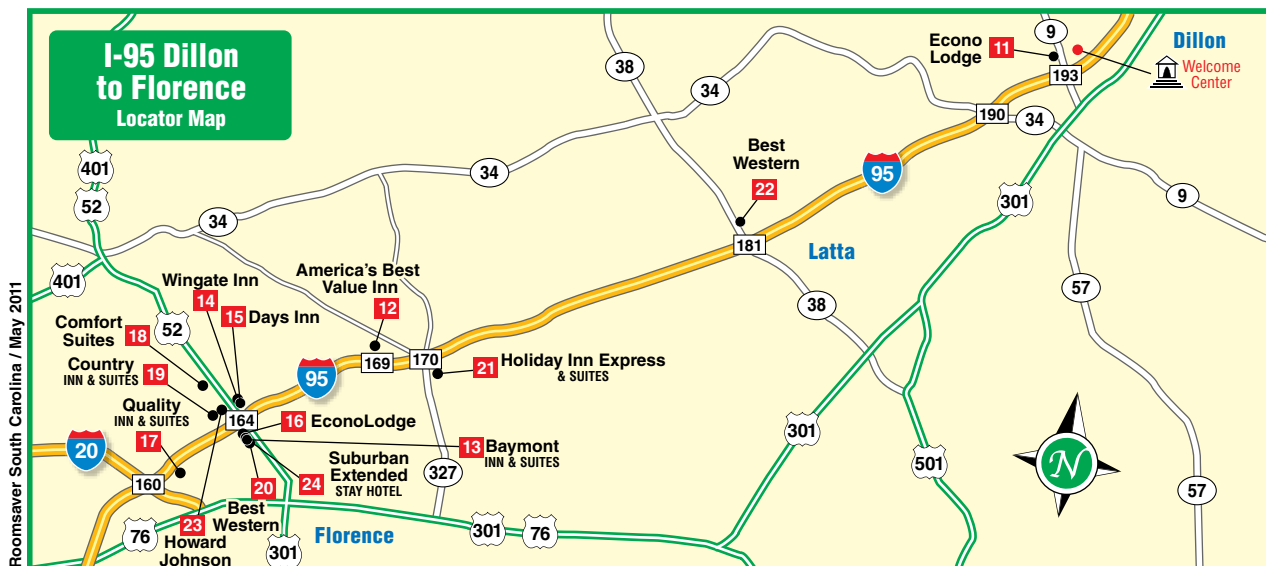 I-95 Dillon
to Florence
Locator Map
Roomsaver South Carolina / May 2011
38
34
Econo
Lodge
11
9
193
Dillon
Welcome
Center
190
34
401
52
34
34
Best
Western
22
95
301
9
181
Latta
401
Wingate Inn
14
15 Days Inn
America's Best
Value Inn
12
38
57
52
Comfort
Suites
18
Country
INN & SUITES
19
95
169
170
21
Holiday Inn Express
& SUITES
Quality
INN & SUITES
17
164
16
EconoLodge
301
20
13
Baymont
INN & SUITES
Suburban
Extended
STAY HOTEL
24
327
501
N
57
160
20
Best
Western
23
Howard
Johnson
76
301
Florence
301
76